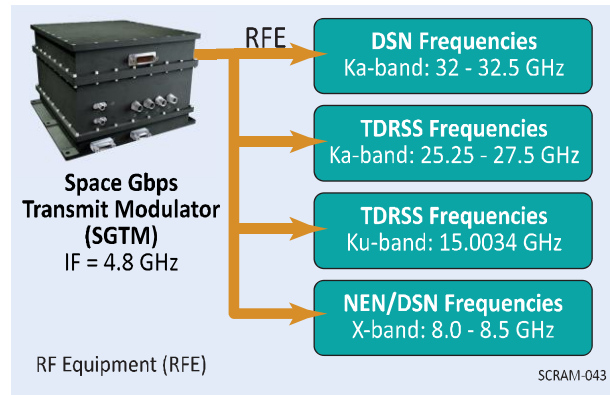 RFE
DSN Frequencies
Ka-band: 32 - 32.5 GHz
TDRSS Frequencies
Ka-band: 25.25 - 27.5 GHz
Space Gbps
Transmit Modulator
(SGTM)
IF = 4.8 GHz
TDRSS Frequencies
Ku-band: 15.0034 GHz
NEN/DSN Frequencies
X-band: 8.0 - 8.5 GHz
RF Equipment (RFE)
SCRAM-043